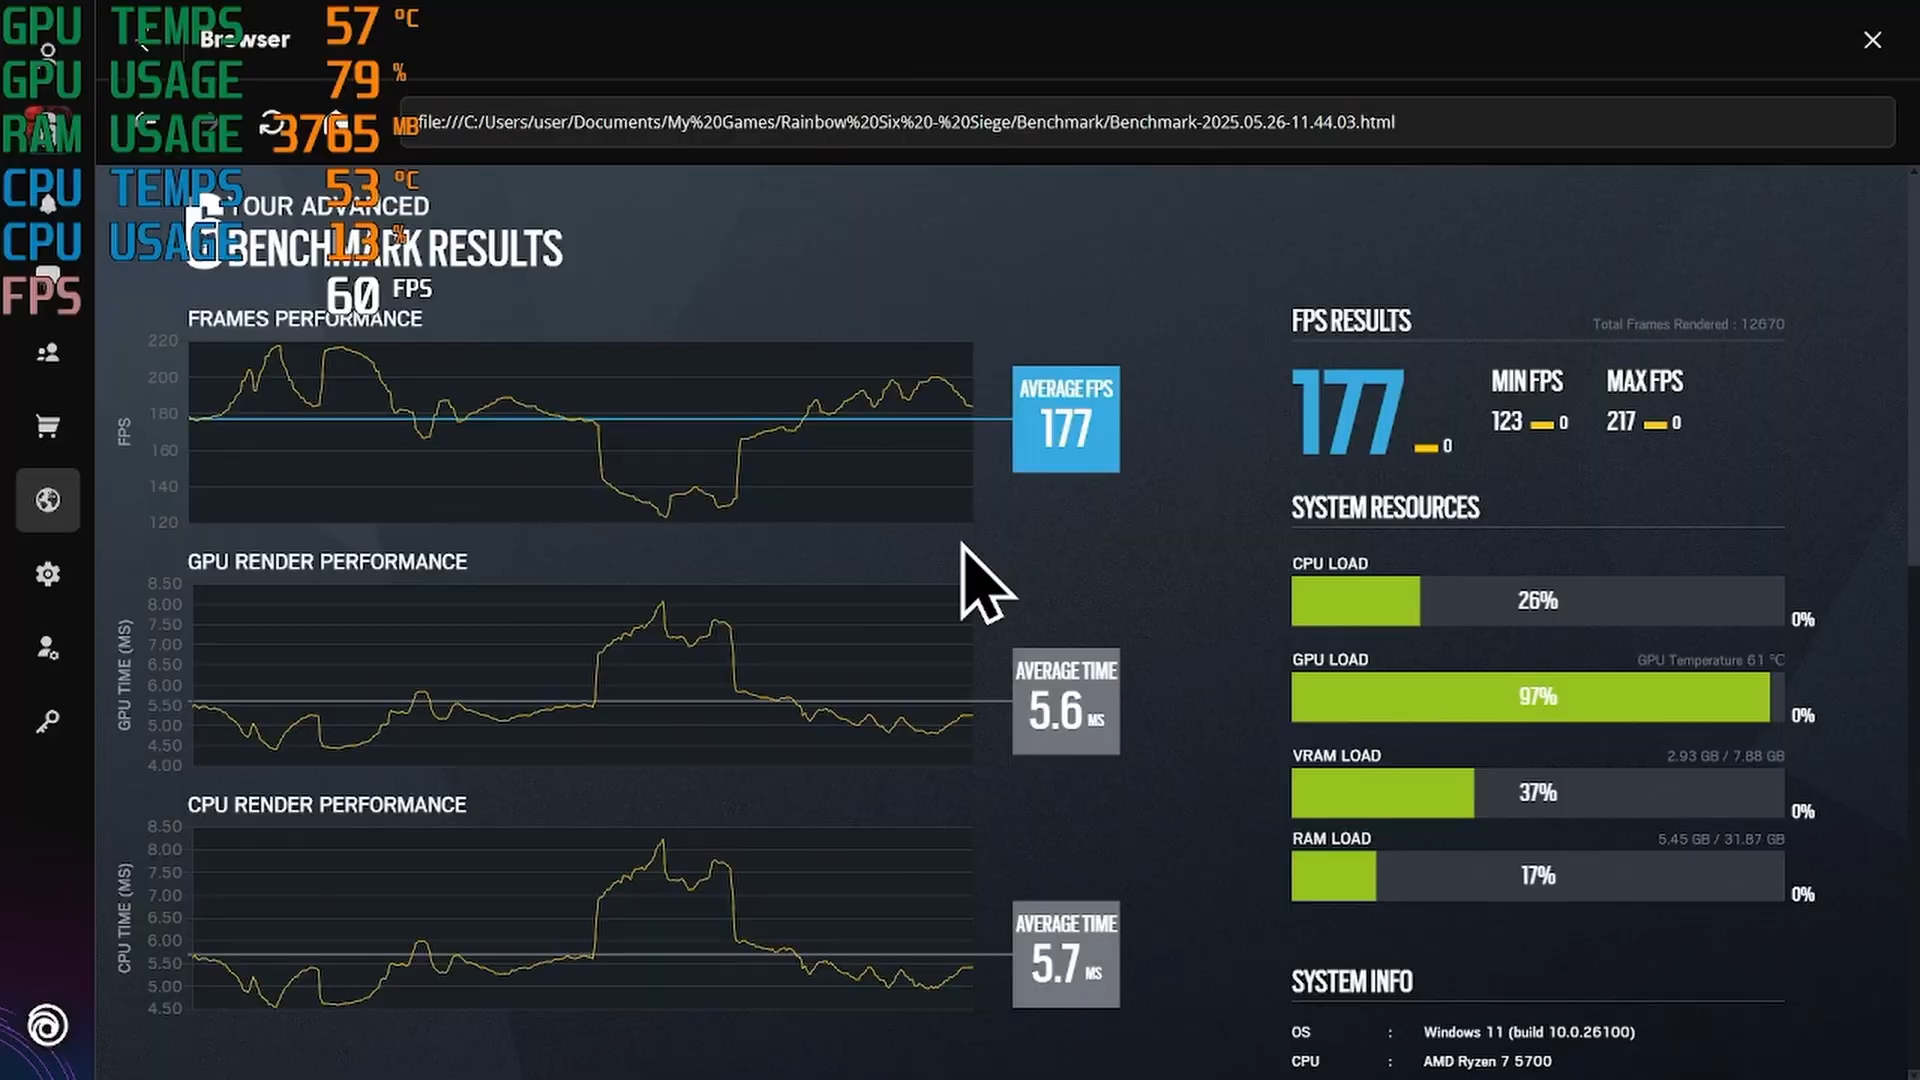 GPU TEMPS 57 °C
GPU USAGE 79 %
RAM USAGE 3765 MB
CPU TEMPS 53 °C
CPU USAGE 13 %
FPS 60 FPS
Browser
file:///C:/Users/user/Documents/My%20Games/Rainbow%20Six%20-%20Siege/Benchmark/Benchmark-2025.05.26-11.44.03.html
YOUR ADVANCED
BENCHMARK RESULTS
FRAMES PERFORMANCE
220
200
180
160
140
120
FPS
AVERAGE FPS
177
GPU RENDER PERFORMANCE
8.50
8.00
7.50
7.00
6.50
6.00
5.50
5.00
4.50
4.00
GPU TIME (MS)
AVERAGE TIME
5.6 MS
CPU RENDER PERFORMANCE
8.50
8.00
7.50
7.00
6.50
6.00
5.50
5.00
4.50
CPU TIME (MS)
AVERAGE TIME
5.7 MS
FPS RESULTS
Total Frames Rendered : 12670
177 0
MIN FPS
123 0
MAX FPS
217 0
SYSTEM RESOURCES
CPU LOAD
26%
0%
GPU LOAD
GPU Temperature 61 °C
97%
0%
VRAM LOAD
2.93 GB / 7.88 GB
37%
0%
RAM LOAD
5.45 GB / 31.87 GB
17%
0%
SYSTEM INFO
OS : Windows 11 (build 10.0.26100)
CPU : AMD Ryzen 7 5700